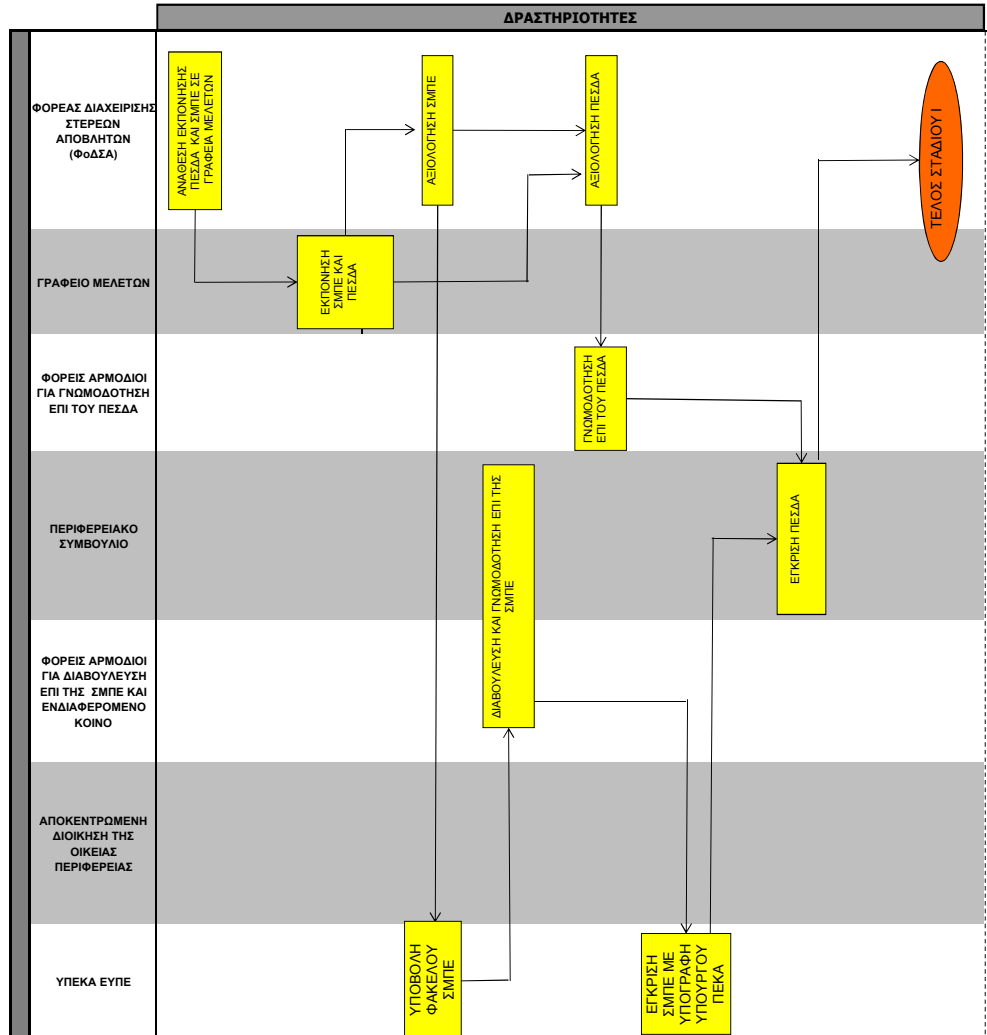 ΔΡΑΣΤΗΡΙΟΤΗΤΕΣ
ΦΟΡΕΑΣ ΔΙΑΧΕΙΡΙΣΗΣ
ΣΤΕΡΕΩΝ
ΑΠΟΒΛΗΤΩΝ
(ΦοΔΣΑ)
ΑΝΑΘΕΣΗ ΕΚΠΟΝΗΣΗΣ
ΠΕΣΔΑ ΚΑΙ ΣΜΠΕ ΣΕ
ΓΡΑΦΕΙΑ ΜΕΛΕΤΩΝ
ΑΞΙΟΛΟΓΗΣΗ ΣΜΠΕ
ΑΞΙΟΛΟΓΗΣΗ ΠΕΣΔΑ
ΤΕΛΟΣ ΣΤΑΔΙΟΥ Ι
ΓΡΑΦΕΙΟ ΜΕΛΕΤΩΝ
ΕΚΠΟΝΗΣΗ
ΣΜΠΕ ΚΑΙ
ΠΕΣΔΑ
ΦΟΡΕΙΣ ΑΡΜΟΔΙΟΙ
ΓΙΑ ΓΝΩΜΟΔΟΤΗΣΗ
ΕΠΙ ΤΟΥ ΠΕΣΔΑ
ΓΝΩΜΟΔΟΤΗΣΗ
ΕΠΙ ΤΟΥ ΠΕΣΔΑ
ΠΕΡΙΦΕΡΕΙΑΚΟ
ΣΥΜΒΟΥΛΙΟ
ΕΓΚΡΙΣΗ ΠΕΣΔΑ
ΦΟΡΕΙΣ ΑΡΜΟΔΙΟΙ
ΓΙΑ ΔΙΑΒΟΥΛΕΥΣΗ
ΕΠΙ ΤΗΣ ΣΜΠΕ ΚΑΙ
ΕΝΔΙΑΦΕΡΟΜΕΝΟ
ΚΟΙΝΟ
ΔΙΑΒΟΥΛΕΥΣΗ ΚΑΙ ΓΝΩΜΟΔΟΤΗΣΗ ΕΠΙ ΤΗΣ
ΣΜΠΕ
ΑΠΟΚΕΝΤΡΩΜΕΝΗ
ΔΙΟΙΚΗΣΗ ΤΗΣ
ΟΙΚΕΙΑΣ
ΠΕΡΙΦΕΡΕΙΑΣ
ΥΠΕΚΑ ΕΥΠΕ
ΥΠΟΒΟΛΗ
ΦΑΚΕΛΟΥ
ΣΜΠΕ
ΕΓΚΡΙΣΗ
ΣΜΠΕ ΜΕ
ΥΠΟΓΡΑΦΗ
ΥΠΟΥΡΓΟΥ
ΠΕΚΑ